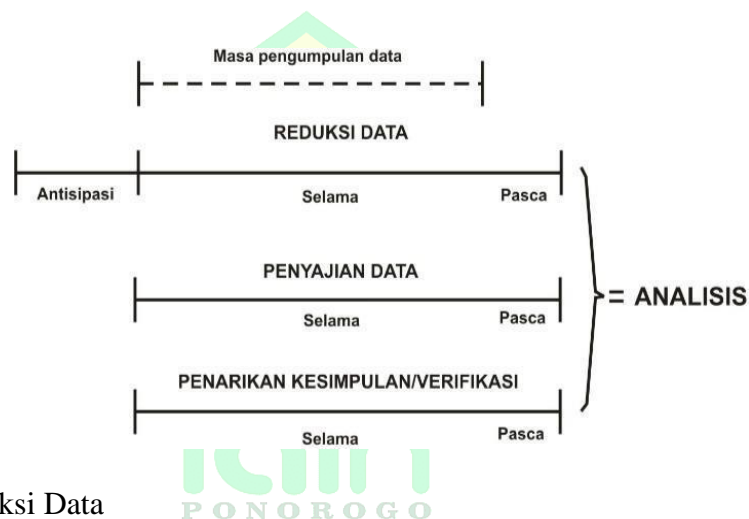 Masa pengumpulan data
REDUKSI DATA
Antisipasi Selama Pasca
PENYAJIAN DATA
= ANALISIS
Selama Pasca
PENARIKAN KESIMPULAN/VERIFIKASI
Selama Pasca
Data
PONOROGO